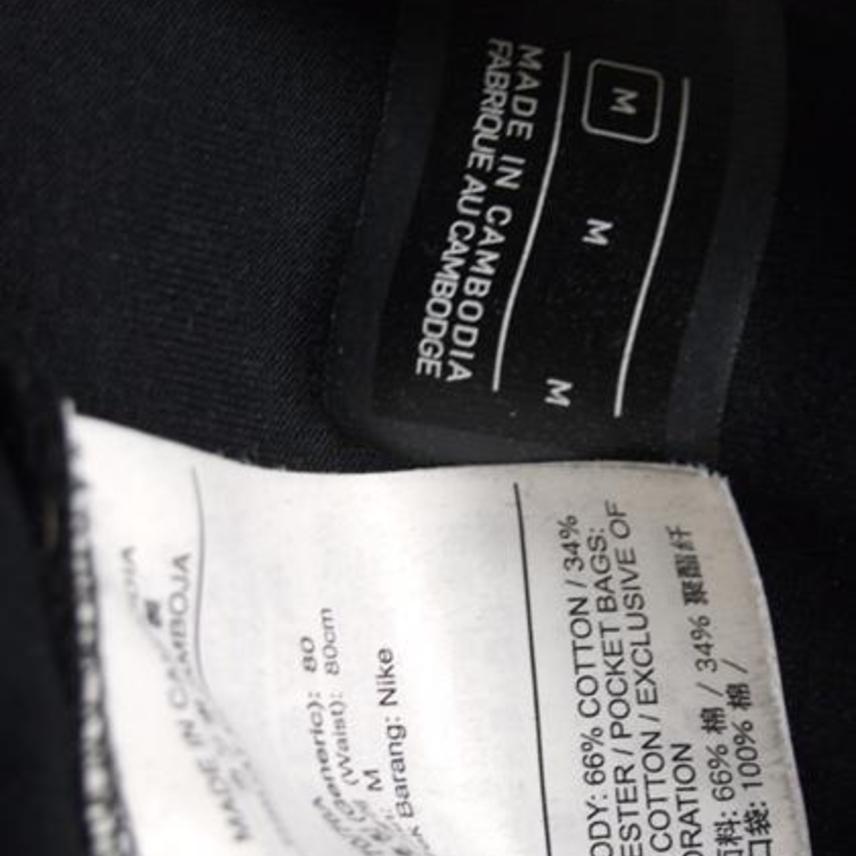 M
M
M
MADE IN CAMBODIA
FABRIQUE AU CAMBODGE
MADE IN
80
(Waist): 80cm
M
Barang: Nike
ODY: 66% COTTON / 34%
ESTER / POCKET BAGS:
COTTON / EXCLUSIVE OF
ORATION
料: 66% 棉 / 34% 聚酯纤
口袋: 100% 棉 /